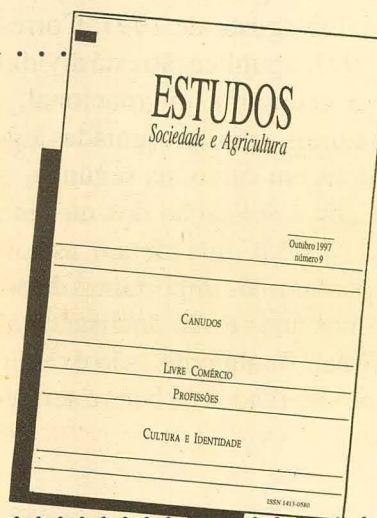 ESTUDOS
Sociedade e Agricultura
Outubro 1997
número 9
CANUDOS
LIVRE COMÉRCIO
PROFISSÕES
CULTURA E IDENTIDADE
ISSN 1413-0580